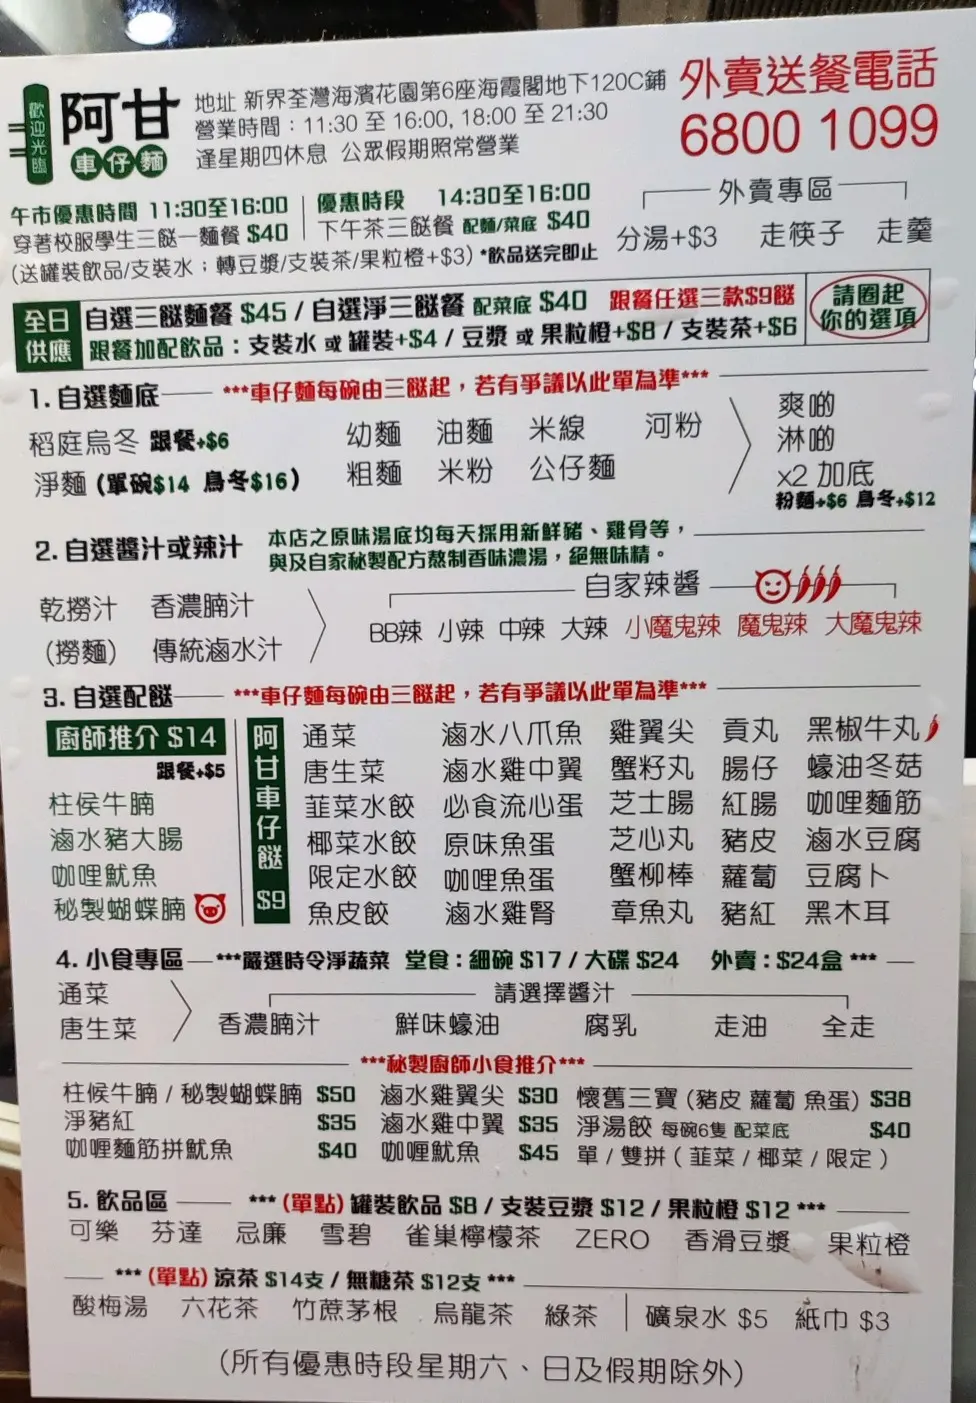 歡迎光臨
阿甘
車仔麵
地址 新界荃灣海濱花園第6座海霞閣地下120C鋪
營業時間：11:30 至 16:00, 18:00 至 21:30
逢星期四休息 公眾假期照常營業
外賣送餐電話
6800 1099
午市優惠時間 11:30至16:00
穿著校服學生三餸一麵餐 $40
優惠時段 14:30至16:00
下午茶三餸餐 配麵/菜底 $40
(送罐裝飲品/支裝水；轉豆漿/支裝茶/果粒橙+$3) *飲品送完即止
外賣專區
分湯+$3 走筷子 走羹
全日供應
自選三餸麵餐 $45 / 自選淨三餸餐 配菜底 $40 跟餐任選三款$9餸
跟餐加配飲品：支裝水 或 罐裝+$4 / 豆漿 或 果粒橙+$8 / 支裝茶+$6
請圈起
你的選項
1. 自選麵底 ***車仔麵每碗由三餸起，若有爭議以此單為準***
稻庭烏冬 跟餐+$6 幼麵 油麵 米線 河粉
淨麵 (單碗$14 烏冬$16) 粗麵 米粉 公仔麵
爽啲
淋啲
x2 加底
粉麵+$6 烏冬+$12
2. 自選醬汁或辣汁
本店之原味湯底均每天採用新鮮豬、雞骨等，
與及自家秘製配方熬制香味濃湯，絕無味精。
乾撈汁 香濃腩汁
(撈麵) 傳統滷水汁
自家辣醬
BB辣 小辣 中辣 大辣 小魔鬼辣 魔鬼辣 大魔鬼辣
3. 自選配餸 ***車仔麵每碗由三餸起，若有爭議以此單為準***
廚師推介 $14
跟餐+$5
柱侯牛腩
滷水豬大腸
咖喱魷魚
秘製蝴蝶腩
阿甘車仔餸 $9
通菜 滷水八爪魚 雞翼尖 貢丸 黑椒牛丸
唐生菜 滷水雞中翼 蟹籽丸 腸仔 蠔油冬菇
韮菜水餃 必食流心蛋 芝士腸 紅腸 咖哩麵筋
椰菜水餃 原味魚蛋 芝心丸 豬皮 滷水豆腐
限定水餃 咖哩魚蛋 蟹柳棒 蘿蔔 豆腐卜
魚皮餃 滷水雞腎 章魚丸 豬紅 黑木耳
4. 小食專區 ***嚴選時令淨蔬菜 堂食：細碗 $17 / 大碟 $24 外賣：$24盒 ***
通菜
唐生菜
請選擇醬汁
香濃腩汁 鮮味蠔油 腐乳 走油 全走
***秘製廚師小食推介***
柱候牛腩 / 秘製蝴蝶腩 $50 滷水雞翼尖 $30 懷舊三寶 (豬皮 蘿蔔 魚蛋) $38
淨豬紅 $35 滷水雞中翼 $35 淨湯餃 每碗6隻 配菜底 $40
咖喱麵筋拼魷魚 $40 咖喱魷魚 $45 單 / 雙拼 ( 韮菜 / 椰菜 / 限定 )
5. 飲品區 *** (單點) 罐裝飲品 $8 / 支裝豆漿 $12 / 果粒橙 $12 ***
可樂 芬達 忌廉 雪碧 雀巢檸檬茶 ZERO 香滑豆漿 果粒橙
*** (單點) 涼茶 $14支 / 無糖茶 $12支 ***
酸梅湯 六花茶 竹蔗茅根 烏龍茶 綠茶 礦泉水 $5 紙巾 $3
(所有優惠時段星期六、日及假期除外)